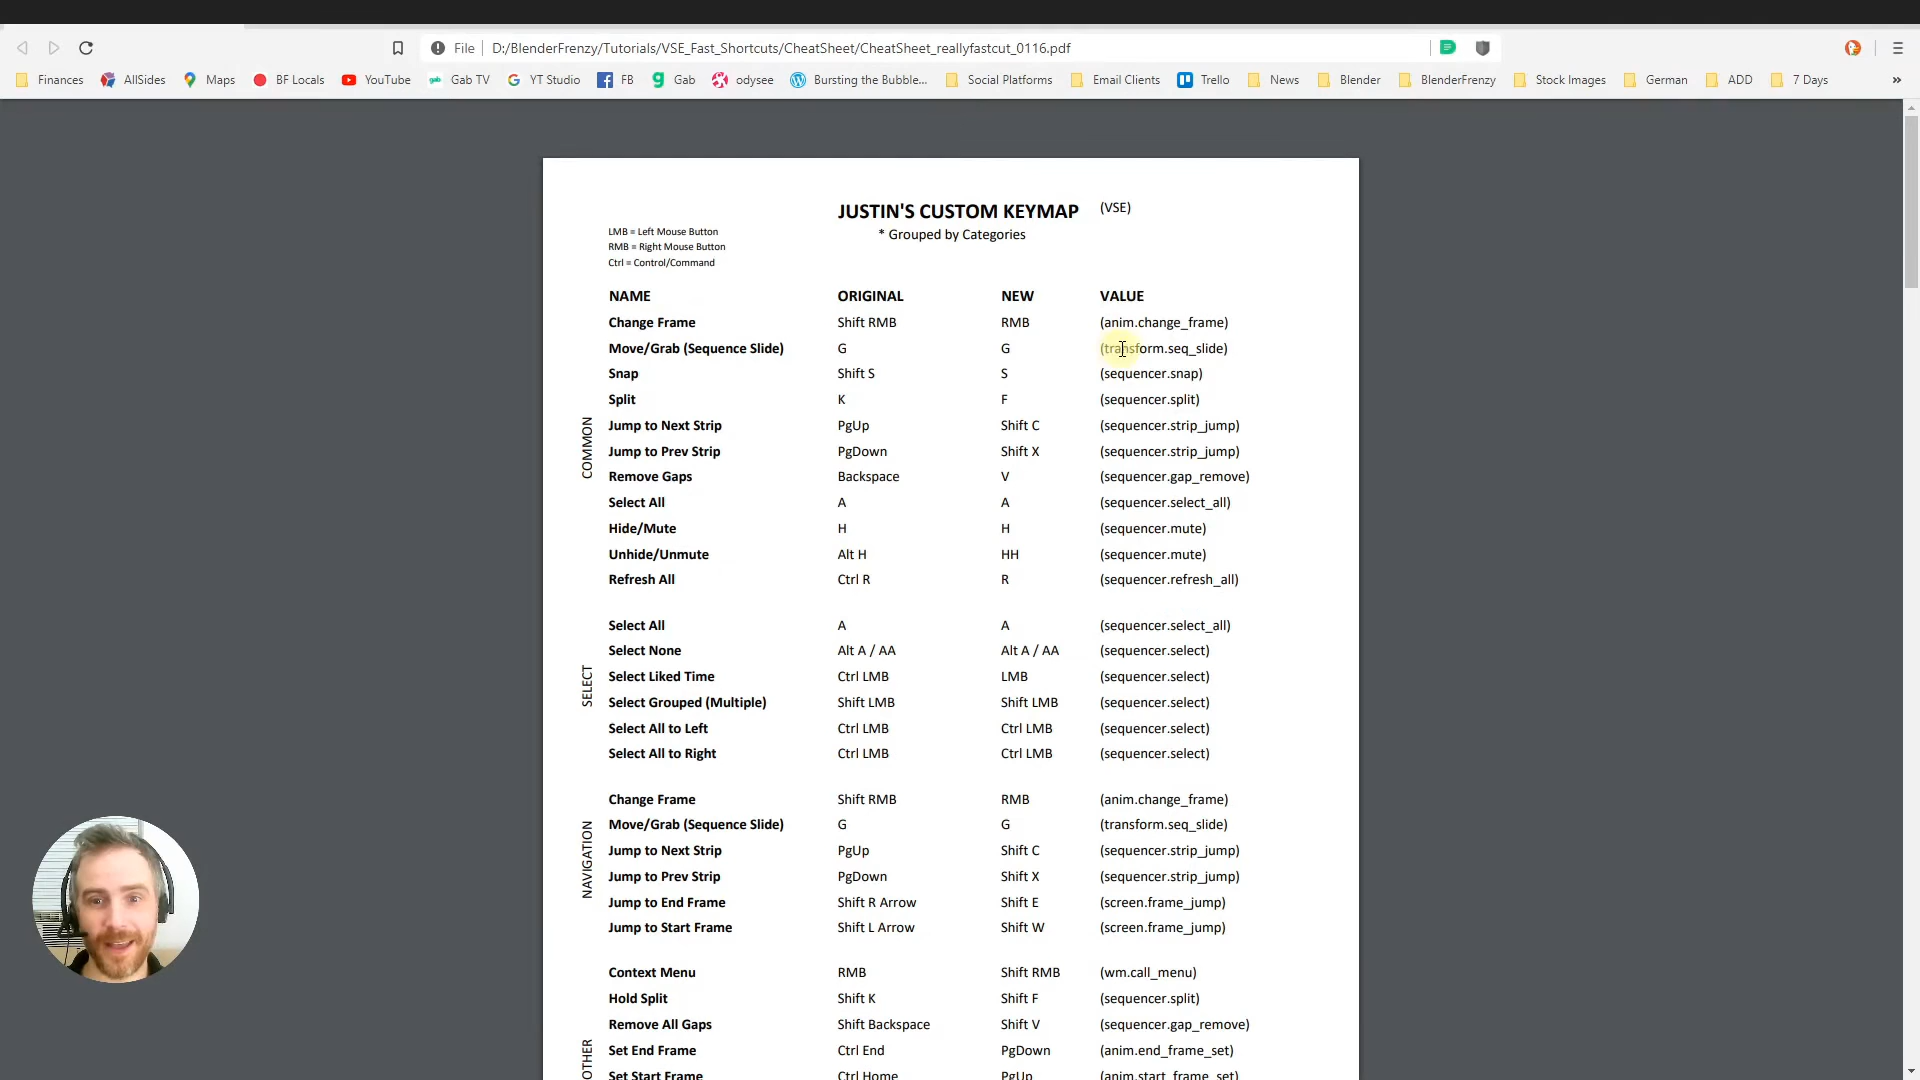 File D:/BlenderFrenzy/Tutorials/VSE_Fast_Shortcuts/CheatSheet/CheatSheet_reallyfastcut_0116.pdf
Finances AllSides Maps BF Locals YouTube Gab TV YT Studio FB Gab odysee Bursting the Bubble... Social Platforms Email Clients Trello News Blender BlenderFrenzy Stock Images German ADD 7 Days »
JUSTIN'S CUSTOM KEYMAP (VSE)
LMB = Left Mouse Button
* Grouped by Categories
RMB = Right Mouse Button
Ctrl = Control/Command
NAME ORIGINAL NEW VALUE
COMMON
Change Frame Shift RMB RMB (anim.change_frame)
Move/Grab (Sequence Slide) G G (transform.seq_slide)
Snap Shift S S (sequencer.snap)
Split K F (sequencer.split)
Jump to Next Strip PgUp Shift C (sequencer.strip_jump)
Jump to Prev Strip PgDown Shift X (sequencer.strip_jump)
Remove Gaps Backspace V (sequencer.gap_remove)
Select All A A (sequencer.select_all)
Hide/Mute H H (sequencer.mute)
Unhide/Unmute Alt H HH (sequencer.mute)
Refresh All Ctrl R R (sequencer.refresh_all)
SELECT
Select All A A (sequencer.select_all)
Select None Alt A / AA Alt A / AA (sequencer.select)
Select Liked Time Ctrl LMB LMB (sequencer.select)
Select Grouped (Multiple) Shift LMB Shift LMB (sequencer.select)
Select All to Left Ctrl LMB Ctrl LMB (sequencer.select)
Select All to Right Ctrl LMB Ctrl LMB (sequencer.select)
NAVIGATION
Change Frame Shift RMB RMB (anim.change_frame)
Move/Grab (Sequence Slide) G G (transform.seq_slide)
Jump to Next Strip PgUp Shift C (sequencer.strip_jump)
Jump to Prev Strip PgDown Shift X (sequencer.strip_jump)
Jump to End Frame Shift R Arrow Shift E (screen.frame_jump)
Jump to Start Frame Shift L Arrow Shift W (screen.frame_jump)
OTHER
Context Menu RMB Shift RMB (wm.call_menu)
Hold Split Shift K Shift F (sequencer.split)
Remove All Gaps Shift Backspace Shift V (sequencer.gap_remove)
Set End Frame Ctrl End PgDown (anim.end_frame_set)
Set Start Frame Ctrl Home PgUp (anim.start_frame_set)